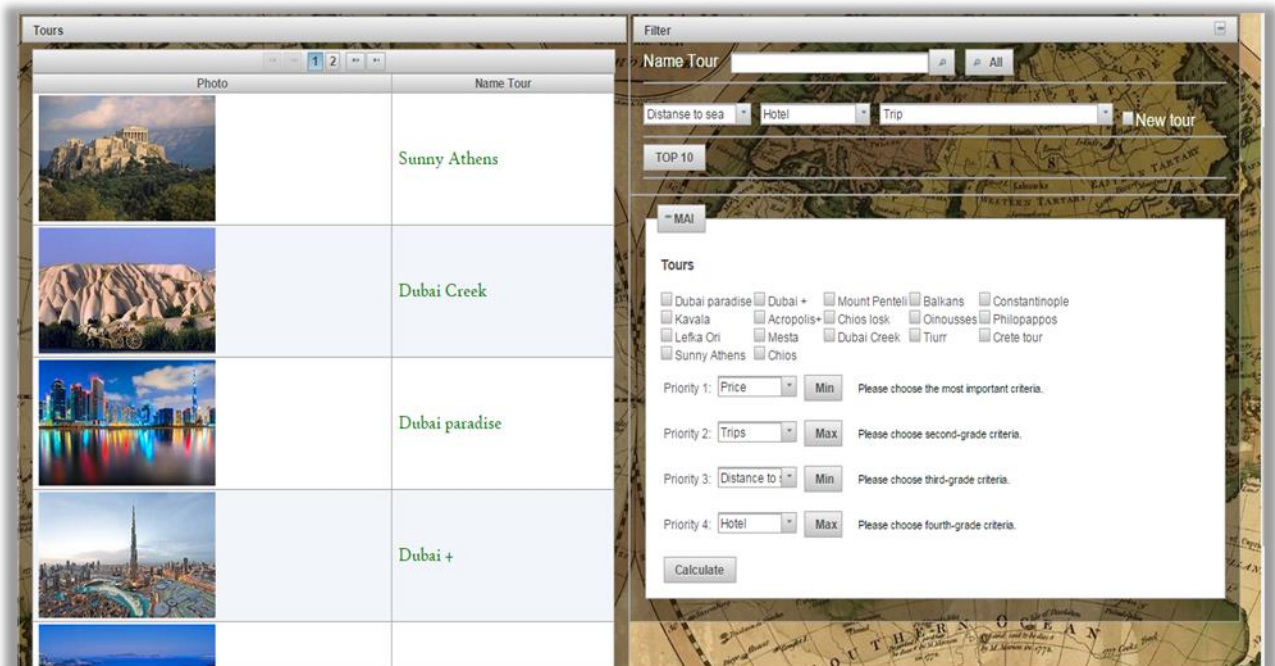 Tours
1 2
Photo Name Tour
Sunny Athens
Dubai Creek
Dubai paradise
Dubai +
Filter
Name Tour All
Distanse to sea Hotel Trip New tour
TOP 10
MAI
Tours
Dubai paradise Dubai + Mount Penteli Balkans Constantinople
Kavala Acropolis+ Chios losk Oinousses Philopappos
Lefka Ori Mesta Dubai Creek Tiurr Crete tour
Sunny Athens Chios
Priority 1: Price Min Please choose the most important criteria.
Priority 2: Trips Max Please choose second-grade criteria.
Priority 3: Distance to s Min Please choose third-grade criteria.
Priority 4: Hotel Max Please choose fourth-grade criteria.
Calculate
WESTERN TARTARY
TARTARY
OCEAN